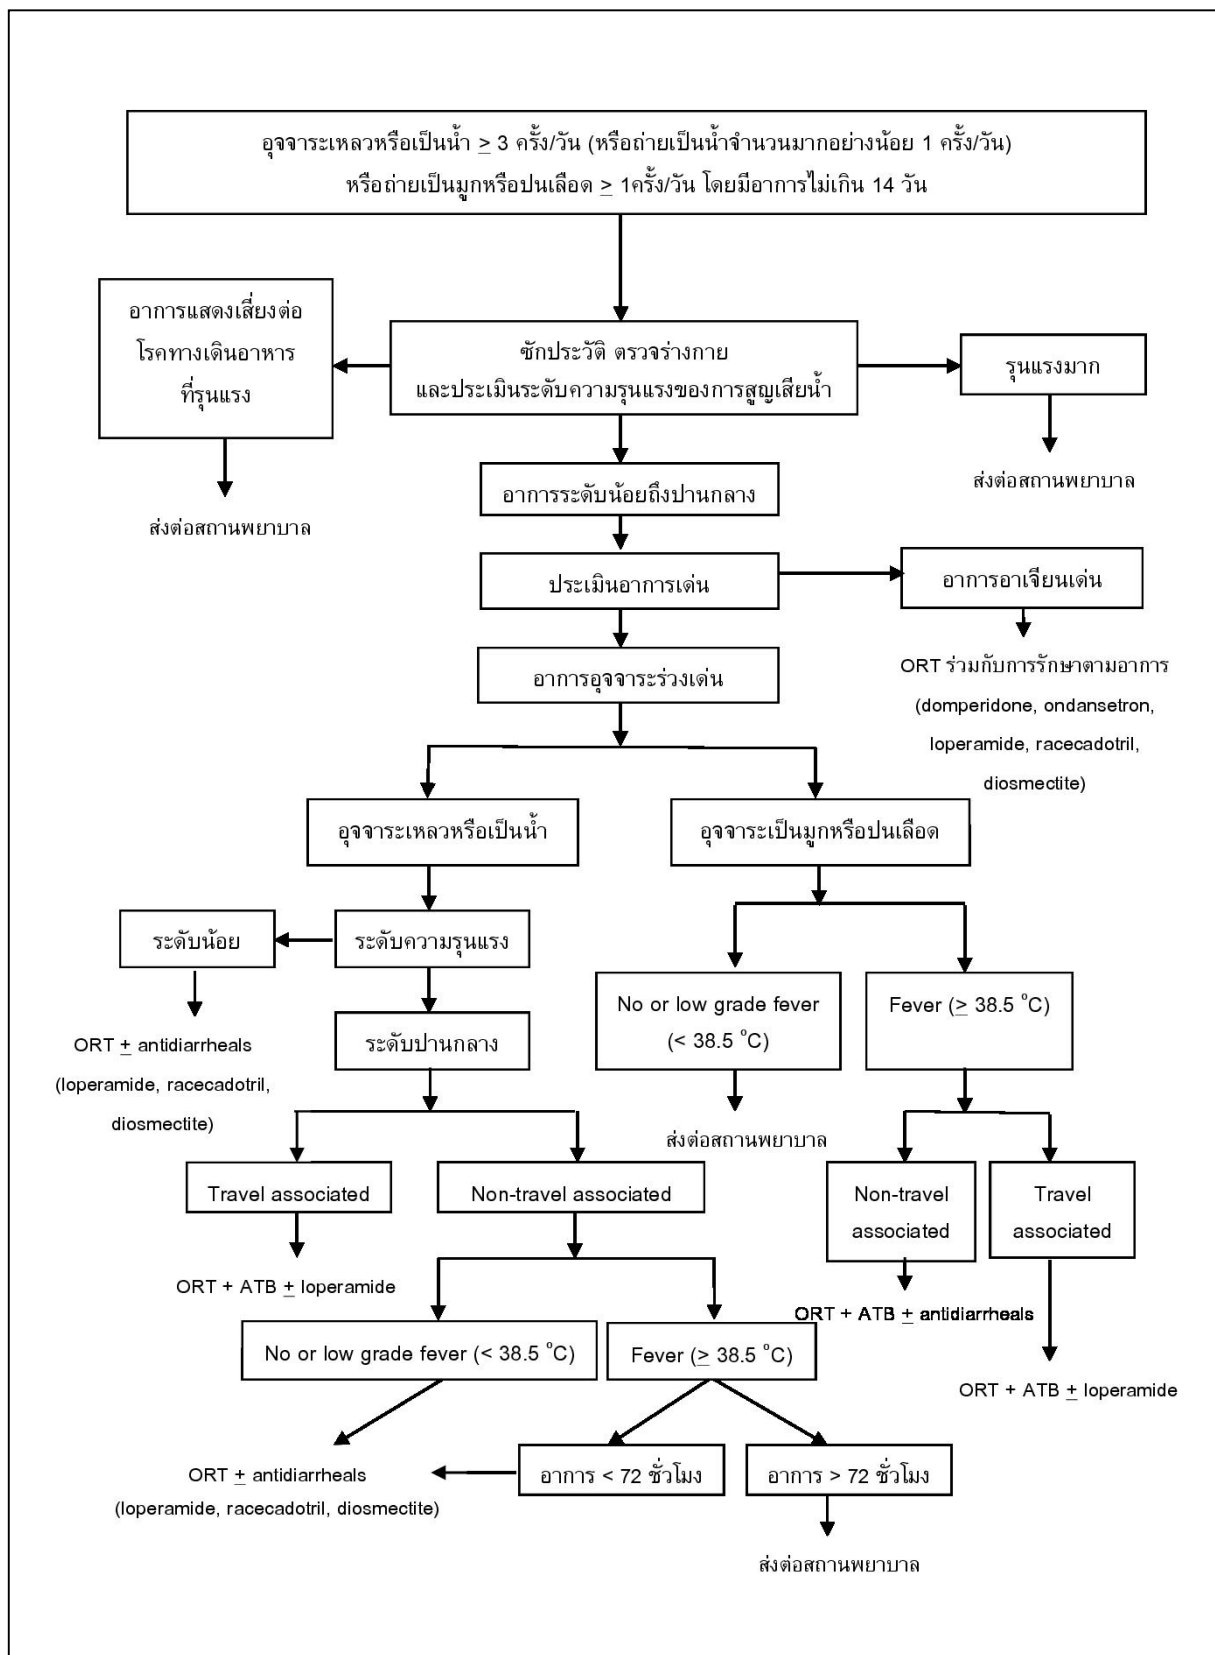 อุจจาระเหลวหรือเป็นน้ำ ≥ 3 ครั้ง/วัน (หรือถ่ายเป็นน้ำจำนวนมากอย่างน้อย 1 ครั้ง/วัน)
หรือถ่ายเป็นมูกหรือปนเลือด ≥ 1ครั้ง/วัน โดยมีอาการไม่เกิน 14 วัน
อาการแสดงเสี่ยงต่อ
โรคทางเดินอาหาร
ที่รุนแรง
ซักประวัติ ตรวจร่างกาย
และประเมินระดับความรุนแรงของการสูญเสียน้ำ
รุนแรงมาก
ส่งต่อสถานพยาบาล
ส่งต่อสถานพยาบาล
อาการระดับน้อยถึงปานกลาง
ประเมินอาการเด่น
อาการอาเจียนเด่น
ORT ร่วมกับการรักษาตามอาการ
(domperidone, ondansetron,
loperamide, racecadotril,
diosmectite)
อาการอุจจาระร่วงเด่น
อุจจาระเหลวหรือเป็นน้ำ
อุจจาระเป็นมูกหรือปนเลือด
ระดับน้อย
ระดับความรุนแรง
ORT ± antidiarrheals
(loperamide, racecadotril,
diosmectite)
ระดับปานกลาง
No or low grade fever
(< 38.5 °C)
Fever (≥ 38.5 °C)
ส่งต่อสถานพยาบาล
Travel associated
Non-travel associated
Non-travel
associated
Travel
associated
ORT + ATB ± loperamide
ORT + ATB ± antidiarrheals
No or low grade fever (< 38.5 °C)
Fever (≥ 38.5 °C)
ORT + ATB ± loperamide
ORT ± antidiarrheals
(loperamide, racecadotril, diosmectite)
อาการ < 72 ชั่วโมง
อาการ > 72 ชั่วโมง
ส่งต่อสถานพยาบาล